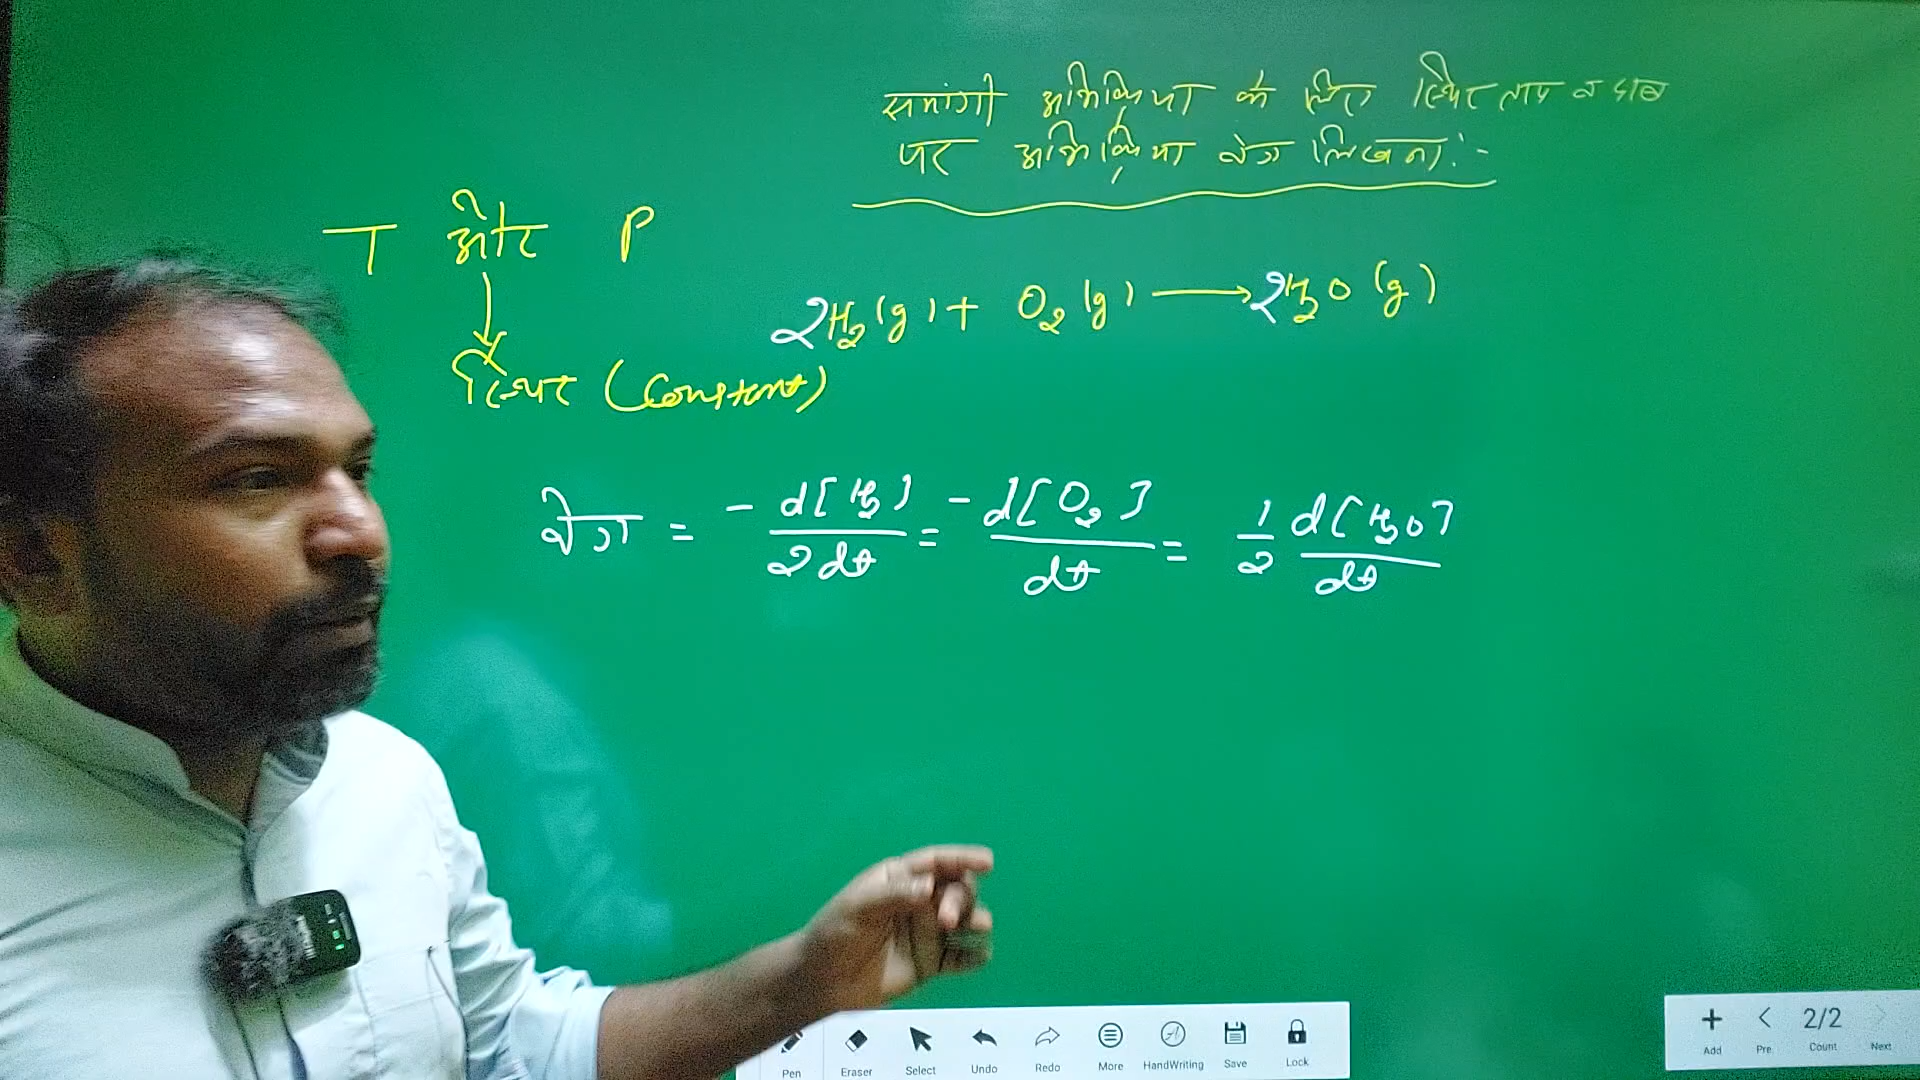 समांगी अभिक्रिया के लिए स्थिर ताप व दाब
पर अभिक्रिया वेग लिखना:-
T और P
2H₂(g) + O₂(g) ⟶ 2H₂O(g)
स्थिर (Constant)
वेग = - d[H₂]/2dt = - d[O₂]/dt = 1/2 d[H₂O]/dt
Pen Eraser Select Undo Redo More HandWriting Save Lock
Add Pre 2/2 Count Next